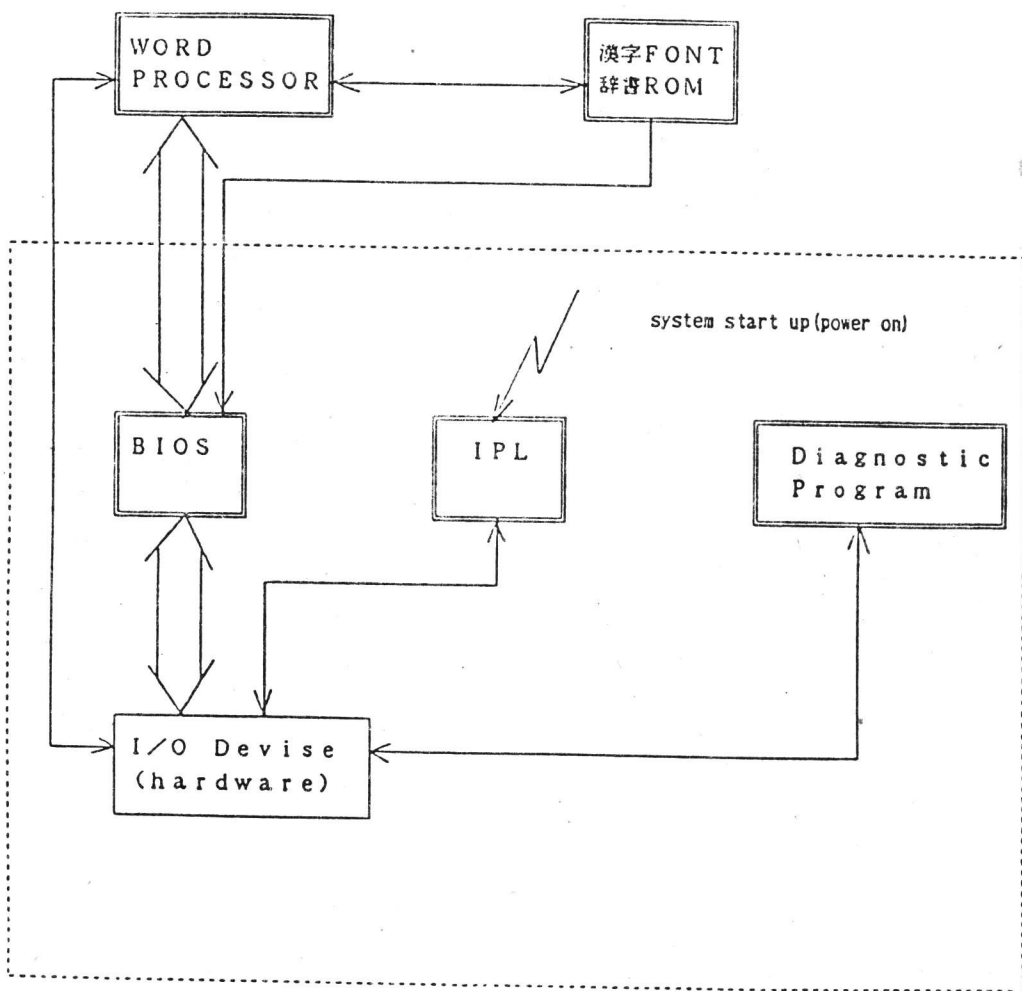 WORD
PROCESSOR
漢字FONT
辞書ROM
system start up(power on)
BIOS
IPL
Diagnostic
Program
I/O Devise
(hardware)